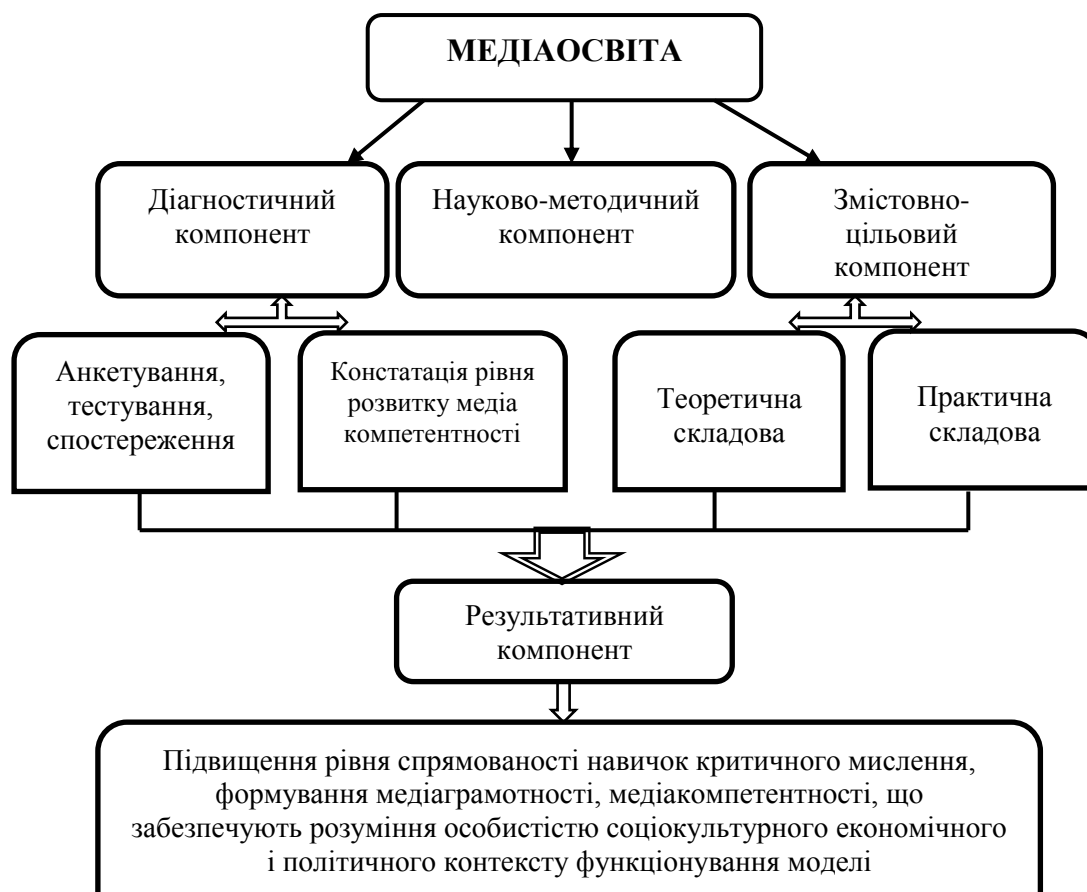 МЕДІАОСВІТА
Діагностичний
компонент
Науково-методичний
компонент
Змістовно-
цільовий
компонент
Анкетування,
тестування,
спостереження
Констатація рівня
розвитку медіа
компетентності
Теоретична
складова
Практична
складова
Результативний
компонент
Підвищення рівня спрямованості навичок критичного мислення,
формування медіаграмотності, медіакомпетентності, що
забезпечують розуміння особистістю соціокультурного економічного
і політичного контексту функціонування моделі